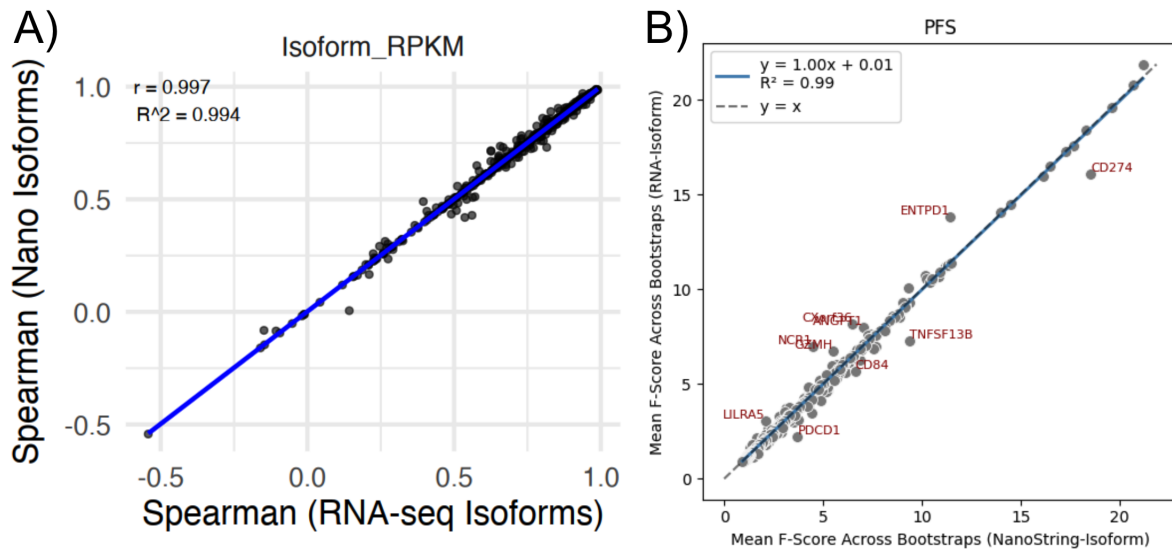 A)
Isoform_RPKM
r = 0.997
R^2 = 0.994
1.0
0.5
0.0
-0.5
Spearman (Nano Isoforms)
-0.5 0.0 0.5 1.0
Spearman (RNA-seq Isoforms)
B)
PFS
y = 1.00x + 0.01
R² = 0.99
y = x
CD274
ENTPD1
ANGPT1
TNFSF13B
NCR1
GZMH
CD84
LILRA5
PDCD1
20
15
10
5
0
Mean F-Score Across Bootstraps (RNA-Isoform)
0 5 10 15 20
Mean F-Score Across Bootstraps (NanoString-Isoform)